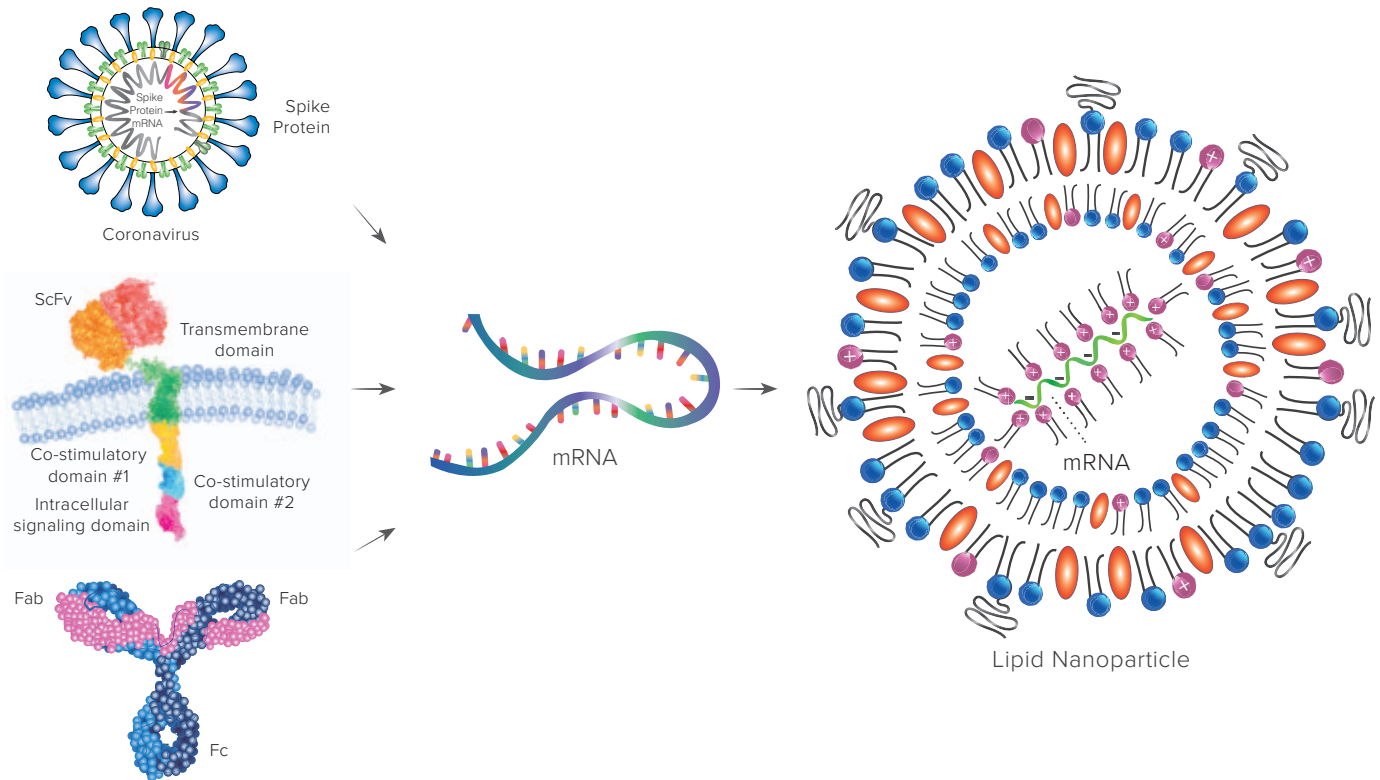 Spike
Protein
mRNA
Spike
Protein
Coronavirus
ScFv
Transmembrane
domain
Co-stimulatory
domain #1
Co-stimulatory
domain #2
Intracellular
signaling domain
Fab
Fab
Fc
mRNA
mRNA
Lipid Nanoparticle